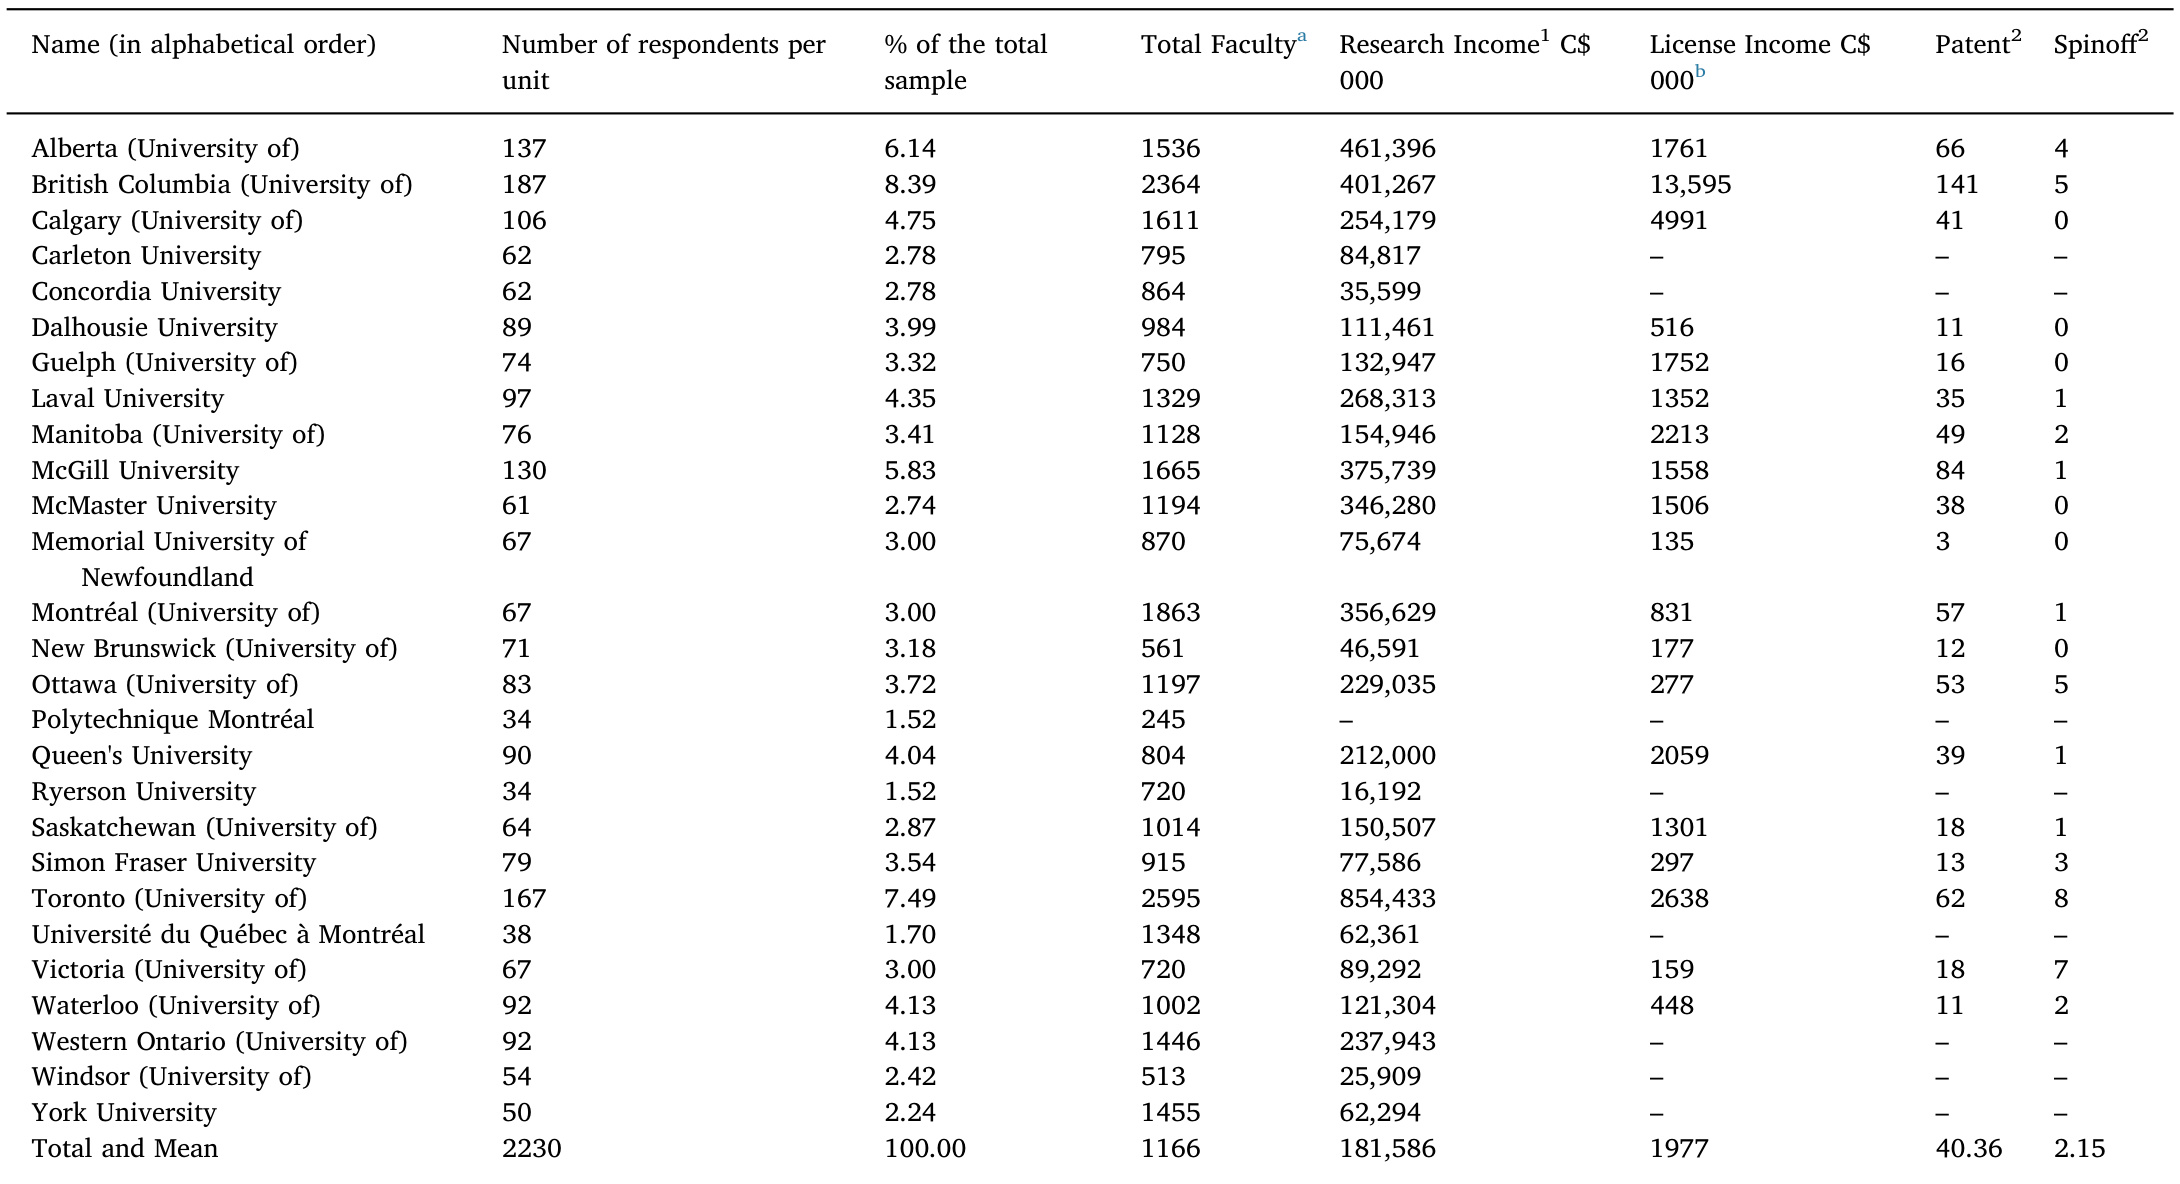 Name (in alphabetical order) Number of respondents per unit % of the total sample Total Facultyᵃ Research Income¹ C$ 000 License Income C$ 000ᵇ Patent² Spinoff²
Alberta (University of) 137 6.14 1536 461,396 1761 66 4
British Columbia (University of) 187 8.39 2364 401,267 13,595 141 5
Calgary (University of) 106 4.75 1611 254,179 4991 41 0
Carleton University 62 2.78 795 84,817 – – –
Concordia University 62 2.78 864 35,599 – – –
Dalhousie University 89 3.99 984 111,461 516 11 0
Guelph (University of) 74 3.32 750 132,947 1752 16 0
Laval University 97 4.35 1329 268,313 1352 35 1
Manitoba (University of) 76 3.41 1128 154,946 2213 49 2
McGill University 130 5.83 1665 375,739 1558 84 1
McMaster University 61 2.74 1194 346,280 1506 38 0
Memorial University of 67 3.00 870 75,674 135 3 0
Newfoundland
Montréal (University of) 67 3.00 1863 356,629 831 57 1
New Brunswick (University of) 71 3.18 561 46,591 177 12 0
Ottawa (University of) 83 3.72 1197 229,035 277 53 5
Polytechnique Montréal 34 1.52 245 – – – –
Queen's University 90 4.04 804 212,000 2059 39 1
Ryerson University 34 1.52 720 16,192 – – –
Saskatchewan (University of) 64 2.87 1014 150,507 1301 18 1
Simon Fraser University 79 3.54 915 77,586 297 13 3
Toronto (University of) 167 7.49 2595 854,433 2638 62 8
Université du Québec à Montréal 38 1.70 1348 62,361 – – –
Victoria (University of) 67 3.00 720 89,292 159 18 7
Waterloo (University of) 92 4.13 1002 121,304 448 11 2
Western Ontario (University of) 92 4.13 1446 237,943 – – –
Windsor (University of) 54 2.42 513 25,909 – – –
York University 50 2.24 1455 62,294 – – –
Total and Mean 2230 100.00 1166 181,586 1977 40.36 2.15